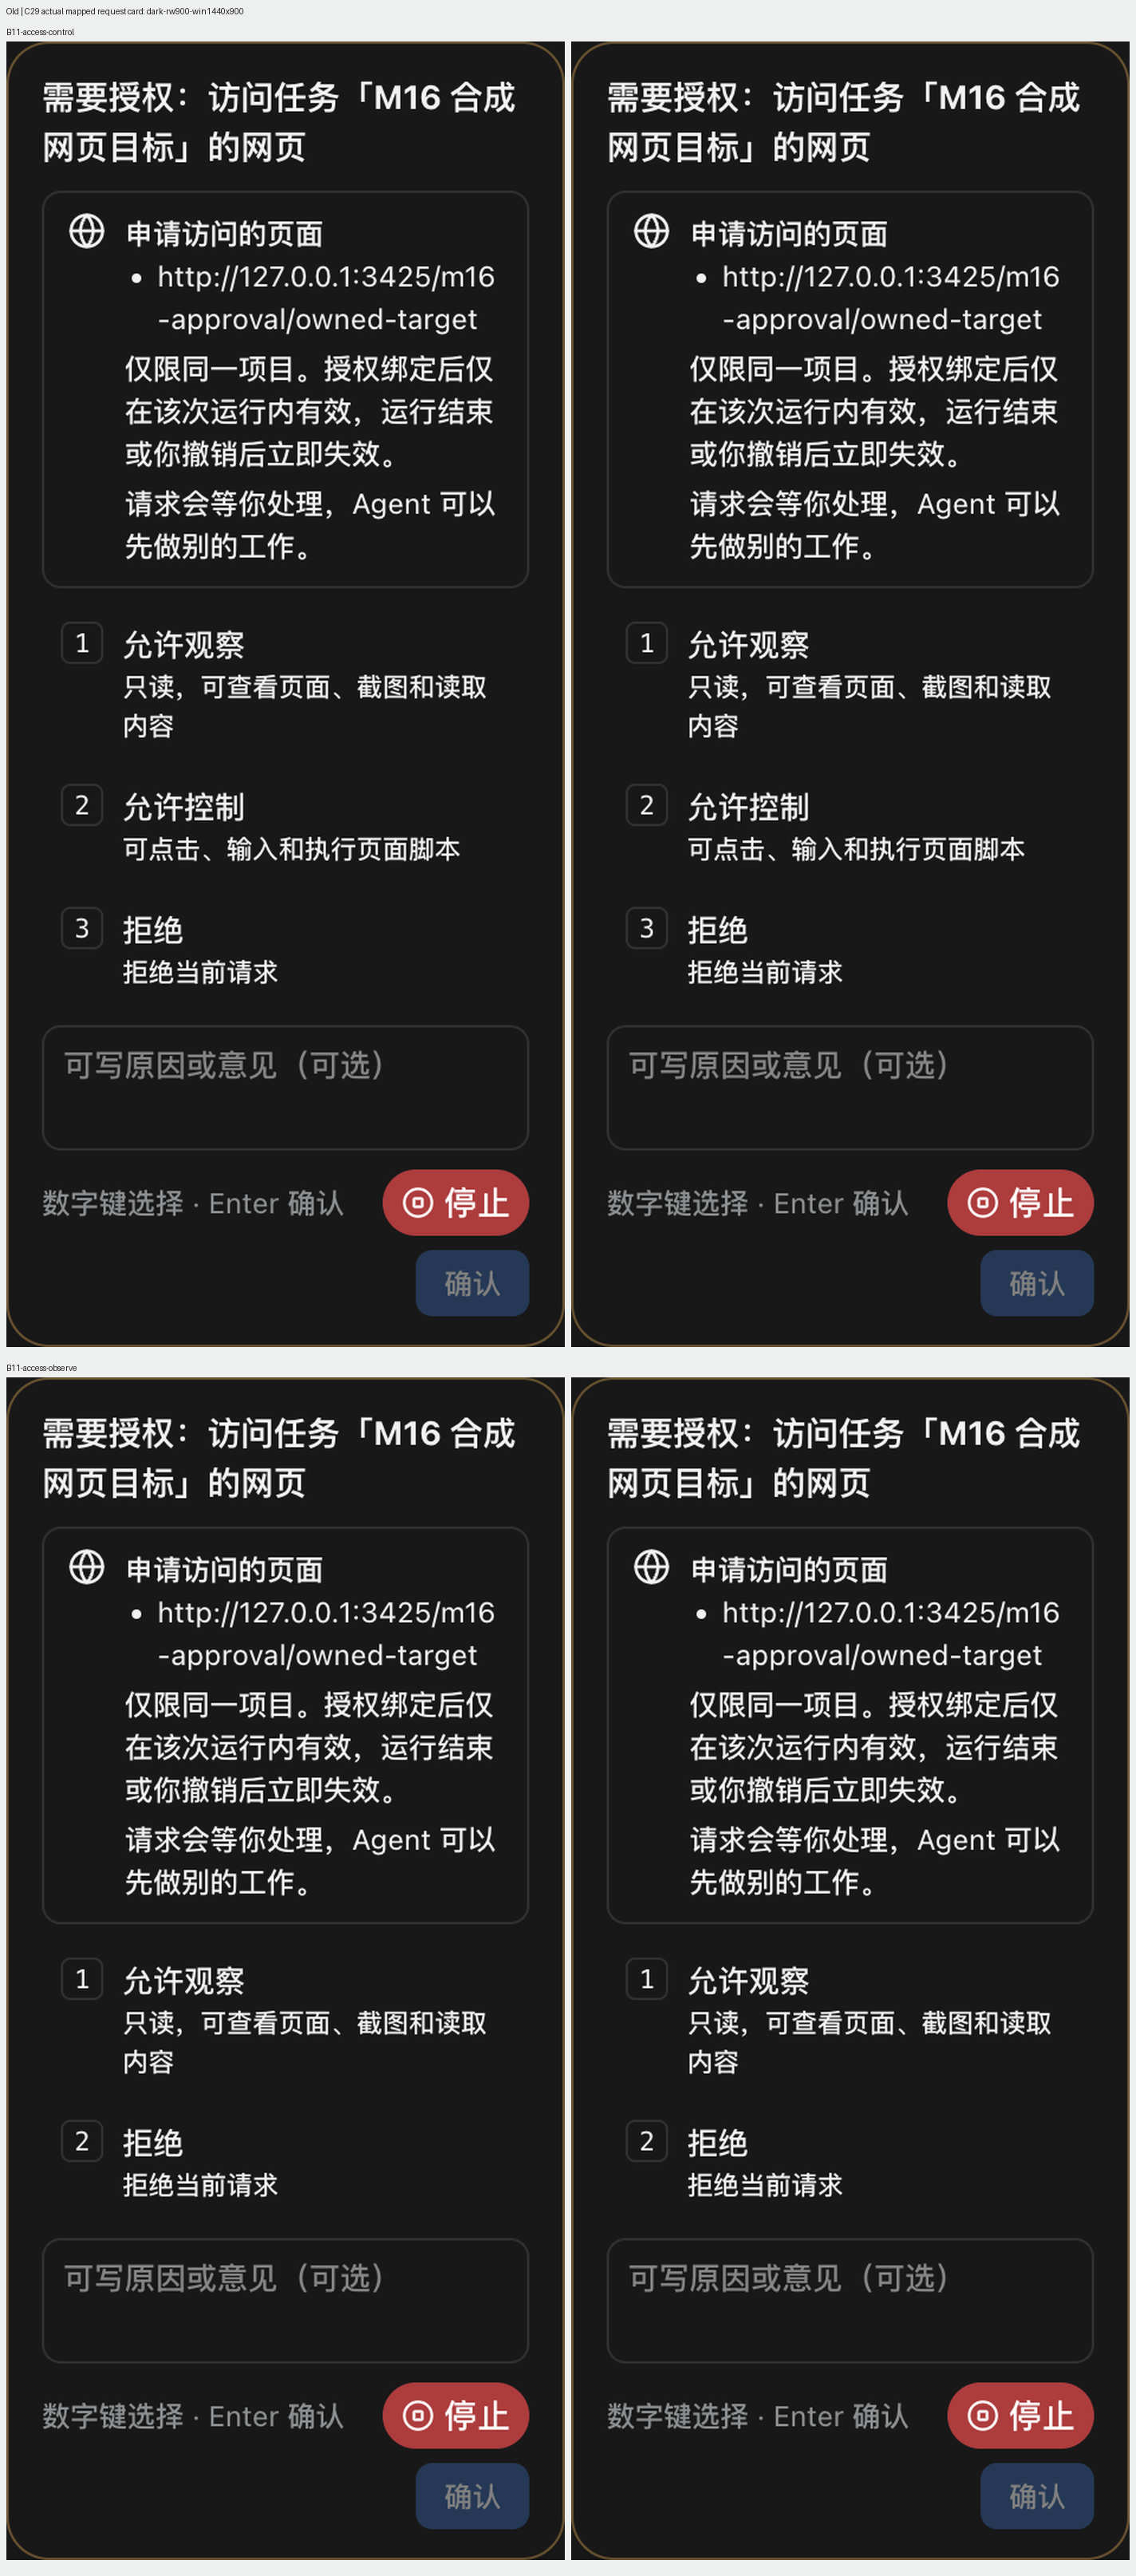 Old | C29 actual mapped request card: dark-rw900-win1440x900
B11-access-control
需要授权：访问任务「M16 合成
网页目标」的网页
申请访问的页面
• http://127.0.0.1:3425/m16
-approval/owned-target
仅限同一项目。授权绑定后仅
在该次运行内有效，运行结束
或你撤销后立即失效。
请求会等你处理，Agent 可以
先做别的工作。
1 允许观察
只读，可查看页面、截图和读取
内容
2 允许控制
可点击、输入和执行页面脚本
3 拒绝
拒绝当前请求
可写原因或意见（可选）
数字键选择 · Enter 确认 停止
确认
需要授权：访问任务「M16 合成
网页目标」的网页
申请访问的页面
• http://127.0.0.1:3425/m16
-approval/owned-target
仅限同一项目。授权绑定后仅
在该次运行内有效，运行结束
或你撤销后立即失效。
请求会等你处理，Agent 可以
先做别的工作。
1 允许观察
只读，可查看页面、截图和读取
内容
2 允许控制
可点击、输入和执行页面脚本
3 拒绝
拒绝当前请求
可写原因或意见（可选）
数字键选择 · Enter 确认 停止
确认
B11-access-observe
需要授权：访问任务「M16 合成
网页目标」的网页
申请访问的页面
• http://127.0.0.1:3425/m16
-approval/owned-target
仅限同一项目。授权绑定后仅
在该次运行内有效，运行结束
或你撤销后立即失效。
请求会等你处理，Agent 可以
先做别的工作。
1 允许观察
只读，可查看页面、截图和读取
内容
2 拒绝
拒绝当前请求
可写原因或意见（可选）
数字键选择 · Enter 确认 停止
确认
需要授权：访问任务「M16 合成
网页目标」的网页
申请访问的页面
• http://127.0.0.1:3425/m16
-approval/owned-target
仅限同一项目。授权绑定后仅
在该次运行内有效，运行结束
或你撤销后立即失效。
请求会等你处理，Agent 可以
先做别的工作。
1 允许观察
只读，可查看页面、截图和读取
内容
2 拒绝
拒绝当前请求
可写原因或意见（可选）
数字键选择 · Enter 确认 停止
确认